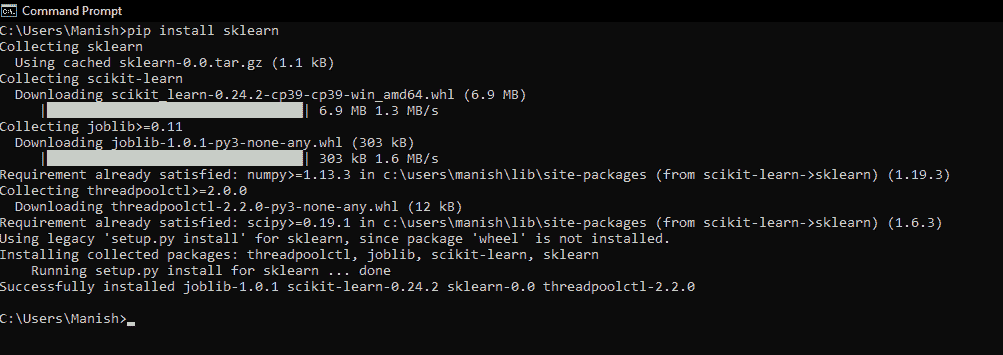 Command Prompt
C:\Users\Manish>pip install sklearn
Collecting sklearn
  Using cached sklearn-0.0.tar.gz (1.1 kB)
Collecting scikit-learn
  Downloading scikit_learn-0.24.2-cp39-cp39-win_amd64.whl (6.9 MB)
     |                                | 6.9 MB 1.3 MB/s
Collecting joblib>=0.11
  Downloading joblib-1.0.1-py3-none-any.whl (303 kB)
     |                                | 303 kB 1.6 MB/s
Requirement already satisfied: numpy>=1.13.3 in c:\users\manish\lib\site-packages (from scikit-learn->sklearn) (1.19.3)
Collecting threadpoolctl>=2.0.0
  Downloading threadpoolctl-2.2.0-py3-none-any.whl (12 kB)
Requirement already satisfied: scipy>=0.19.1 in c:\users\manish\lib\site-packages (from scikit-learn->sklearn) (1.6.3)
Using legacy 'setup.py install' for sklearn, since package 'wheel' is not installed.
Installing collected packages: threadpoolctl, joblib, scikit-learn, sklearn
    Running setup.py install for sklearn ... done
Successfully installed joblib-1.0.1 scikit-learn-0.24.2 sklearn-0.0 threadpoolctl-2.2.0
C:\Users\Manish>